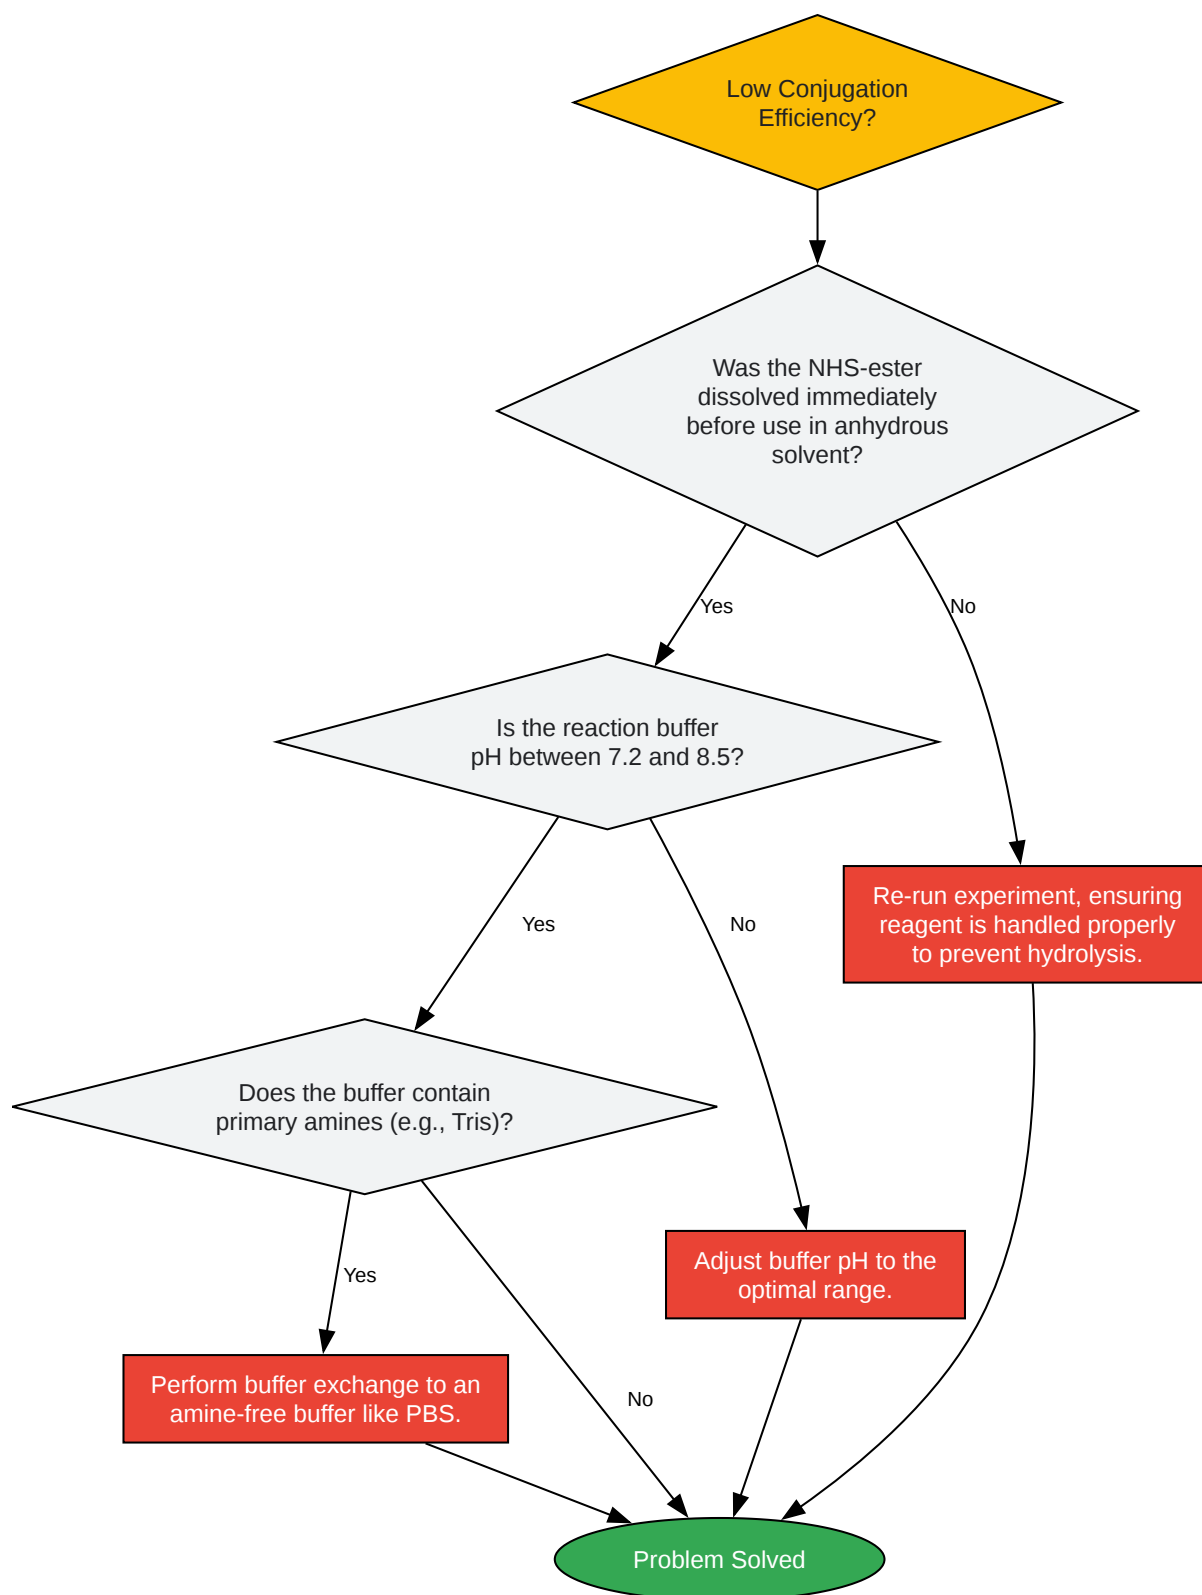 Low Conjugation
Efficiency?
Was the NHS-ester
dissolved immediately
before use in anhydrous
solvent?
Yes
No
Is the reaction buffer
pH between 7.2 and 8.5?
Re-run experiment, ensuring
reagent is handled properly
to prevent hydrolysis.
Yes
No
Does the buffer contain
primary amines (e.g., Tris)?
Adjust buffer pH to the
optimal range.
Yes
No
Perform buffer exchange to an
amine-free buffer like PBS.
Problem Solved